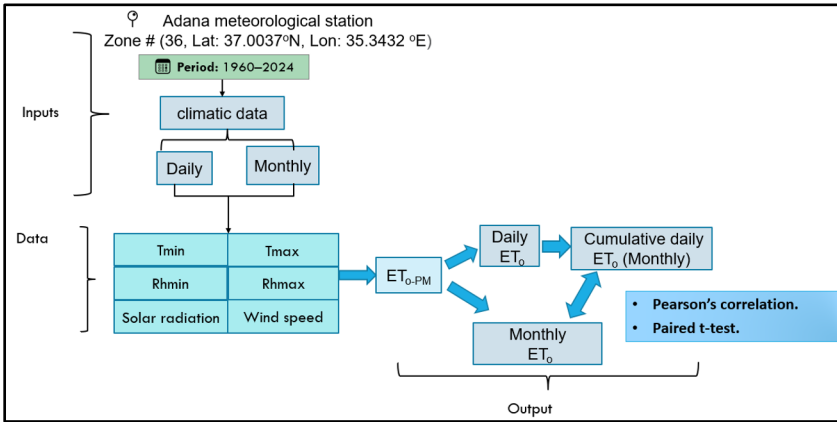 Adana meteorological station
Zone # (36, Lat: 37.0037ºN, Lon: 35.3432 ºE)
Period: 1960–2024
Inputs
climatic data
Daily
Monthly
Data
Tmin
Tmax
Rhmin
Rhmax
Solar radiation
Wind speed
ETo-PM
Daily
ETo
Cumulative daily
ETo (Monthly)
Monthly
ETo
• Pearson’s correlation.
• Paired t-test.
Output